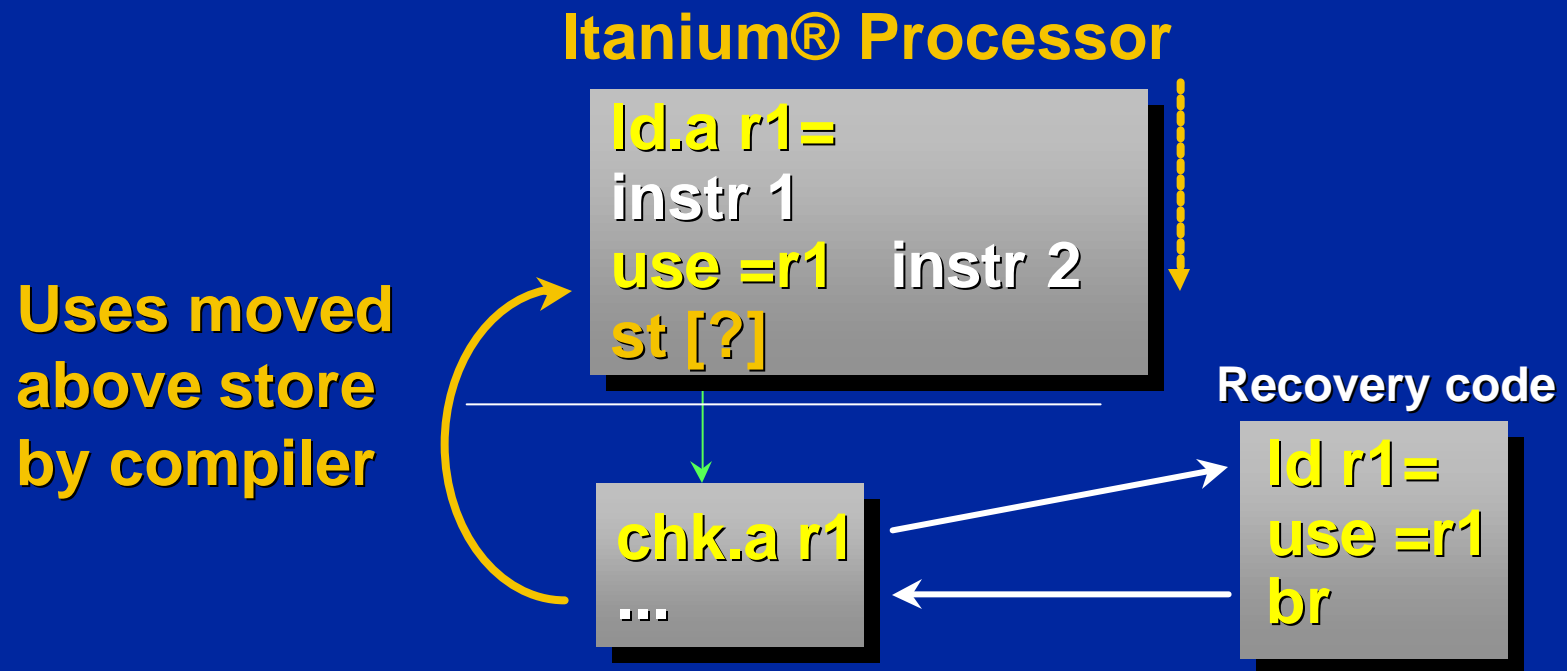 Itanium® Processor
ld.a r1=
instr 1
use =r1 instr 2
st [?]
Uses moved
above store
by compiler
chk.a r1
...
Recovery code
ld r1=
use =r1
br